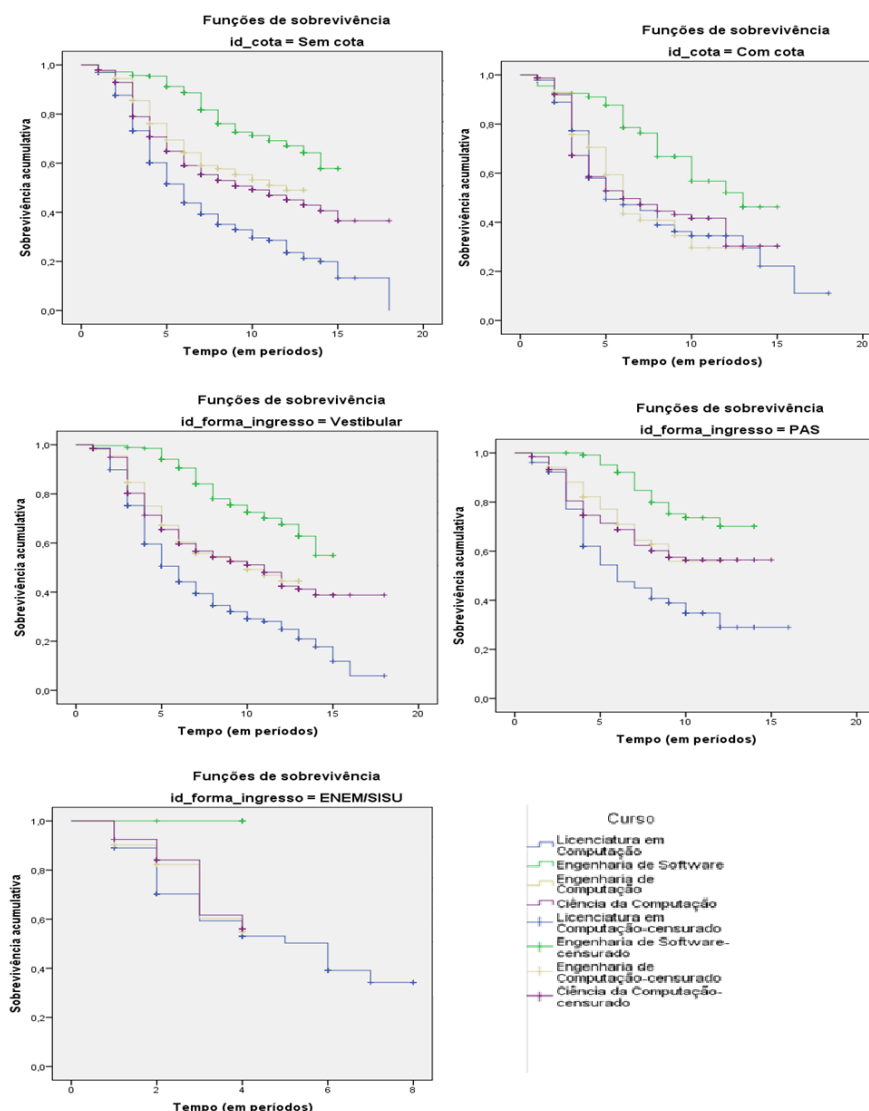 Funções de sobrevivência
id_cota = Sem cota
Sobrevivência acumulativa
1,0
0,8
0,6
0,4
0,2
0,0
0
5
10
15
20
Tempo (em períodos)
Funções de sobrevivência
id_cota = Com cota
Sobrevivência acumulativa
1,0
0,8
0,6
0,4
0,2
0,0
0
5
10
15
20
Tempo (em períodos)
Funções de sobrevivência
id_forma_ingresso = Vestibular
Sobrevivência acumulativa
1,0
0,8
0,6
0,4
0,2
0,0
0
5
10
15
20
Tempo (em períodos)
Funções de sobrevivência
id_forma_ingresso = PAS
Sobrevivência acumulativa
1,0
0,8
0,6
0,4
0,2
0,0
0
5
10
15
20
Tempo (em períodos)
Funções de sobrevivência
id_forma_ingresso = ENEM/SISU
Sobrevivência acumulativa
1,0
0,8
0,6
0,4
0,2
0,0
0
2
4
6
8
Tempo (em períodos)
Curso
Licenciatura em
Computação
Engenharia de Software
Engenharia de
Computação
Ciência da Computação
Licenciatura em
Computação-censurado
Engenharia de Software-
censurado
Engenharia de
Computação-censurado
Ciência da Computação-
censurado